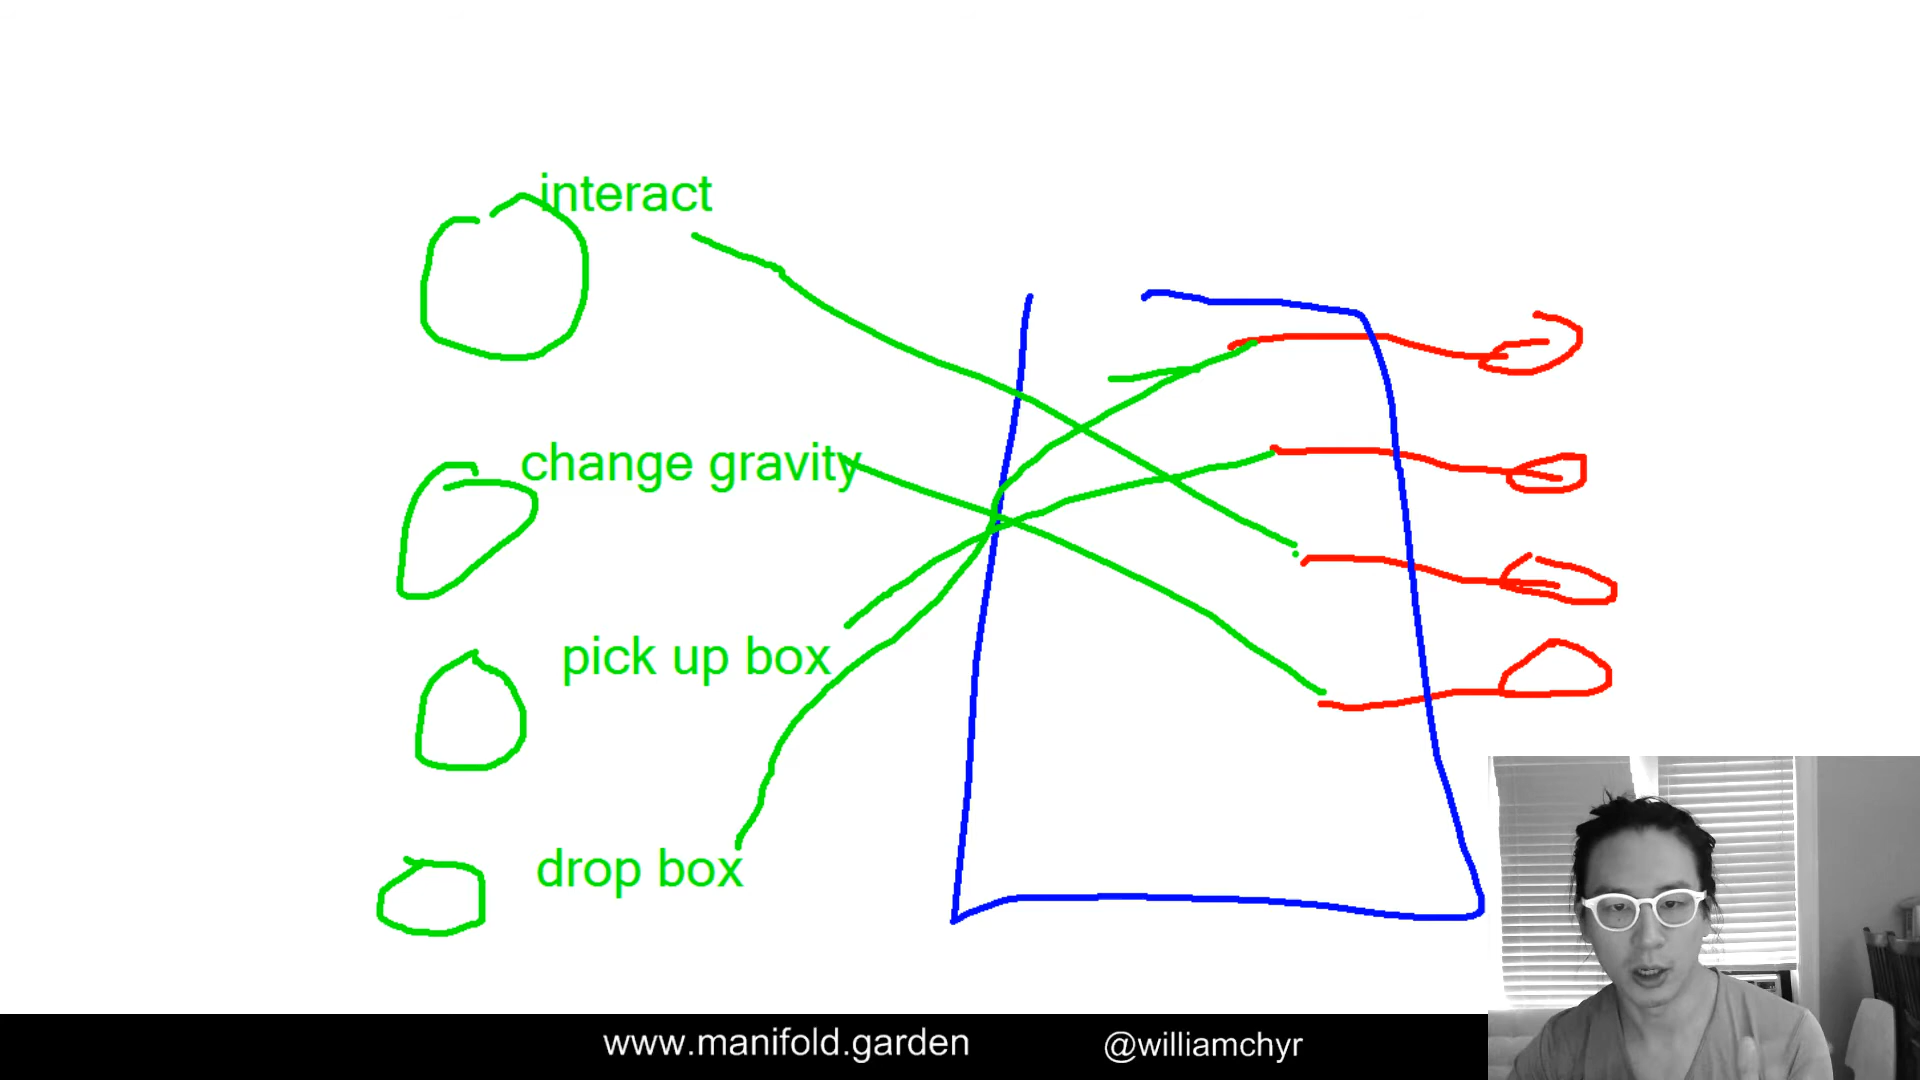 interact
change gravity
pick up box
drop box
www.manifold.garden
@williamchyr